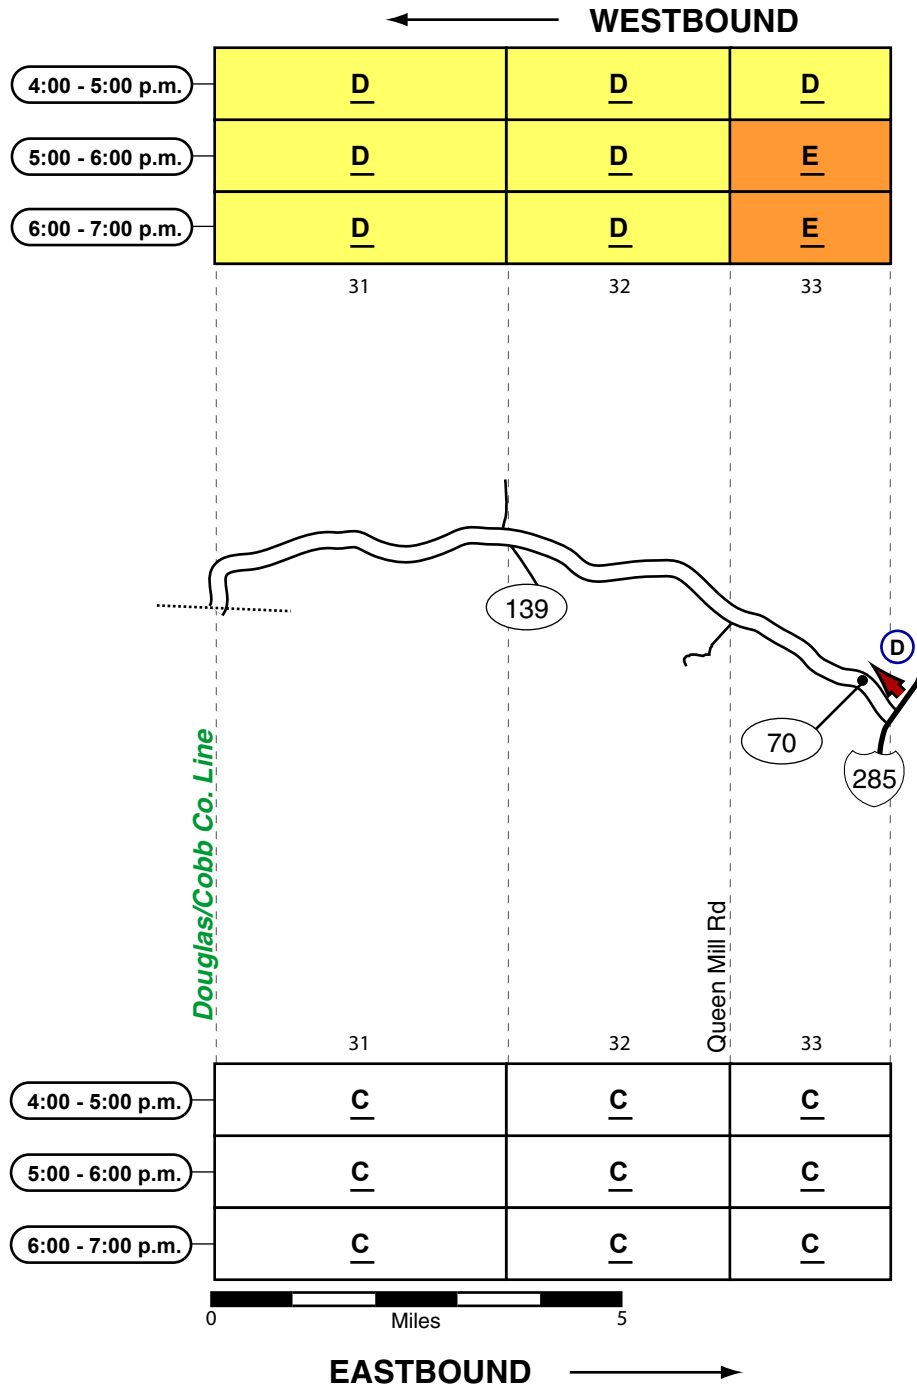 WESTBOUND
4:00 - 5:00 p.m. D D D
5:00 - 6:00 p.m. D D E
6:00 - 7:00 p.m. D D E
31 32 33
139
D
70
285
Douglas/Cobb Co. Line
Queen Mill Rd
31 32 33
4:00 - 5:00 p.m. C C C
5:00 - 6:00 p.m. C C C
6:00 - 7:00 p.m. C C C
0 Miles 5
EASTBOUND